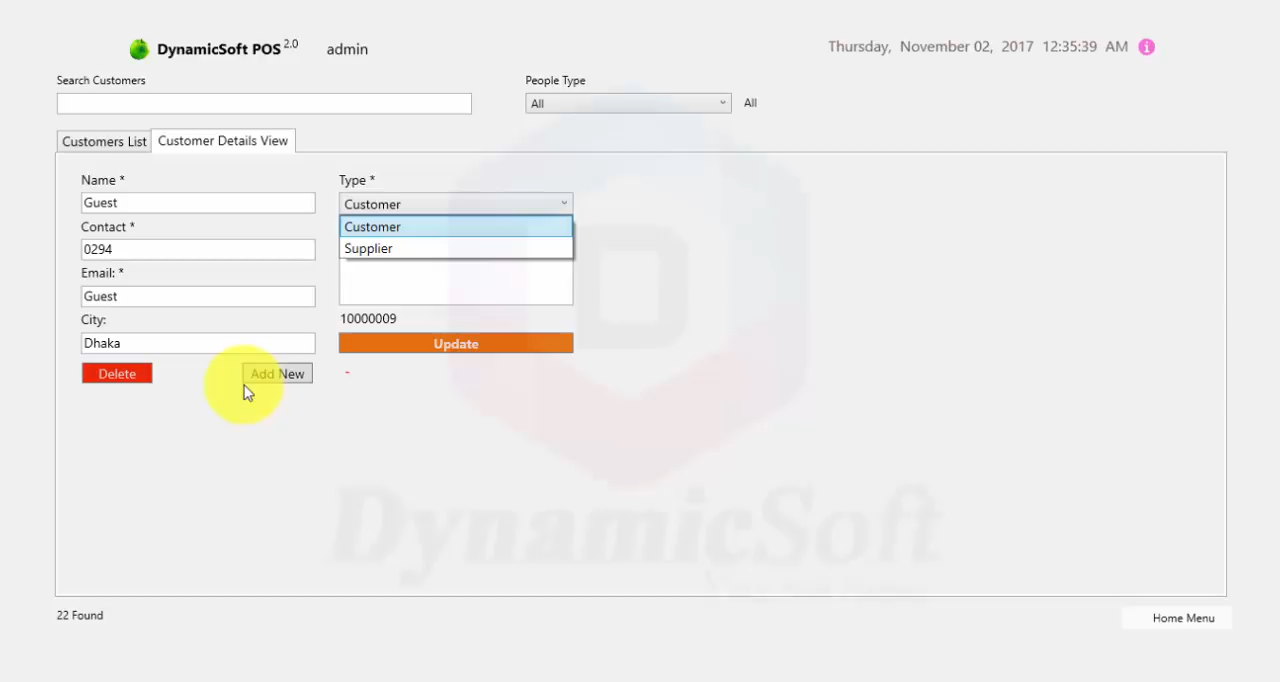 DynamicSoft POS 2.0 admin
Thursday, November 02, 2017 12:35:39 AM
Search Customers
People Type
All
All
Customers List
Customer Details View
Name *
Guest
Contact *
0294
Email: *
Guest
City:
Dhaka
Delete
Add New
Type *
Customer
Customer
Supplier
10000009
Update
-
DynamicSoft
22 Found
Home Menu